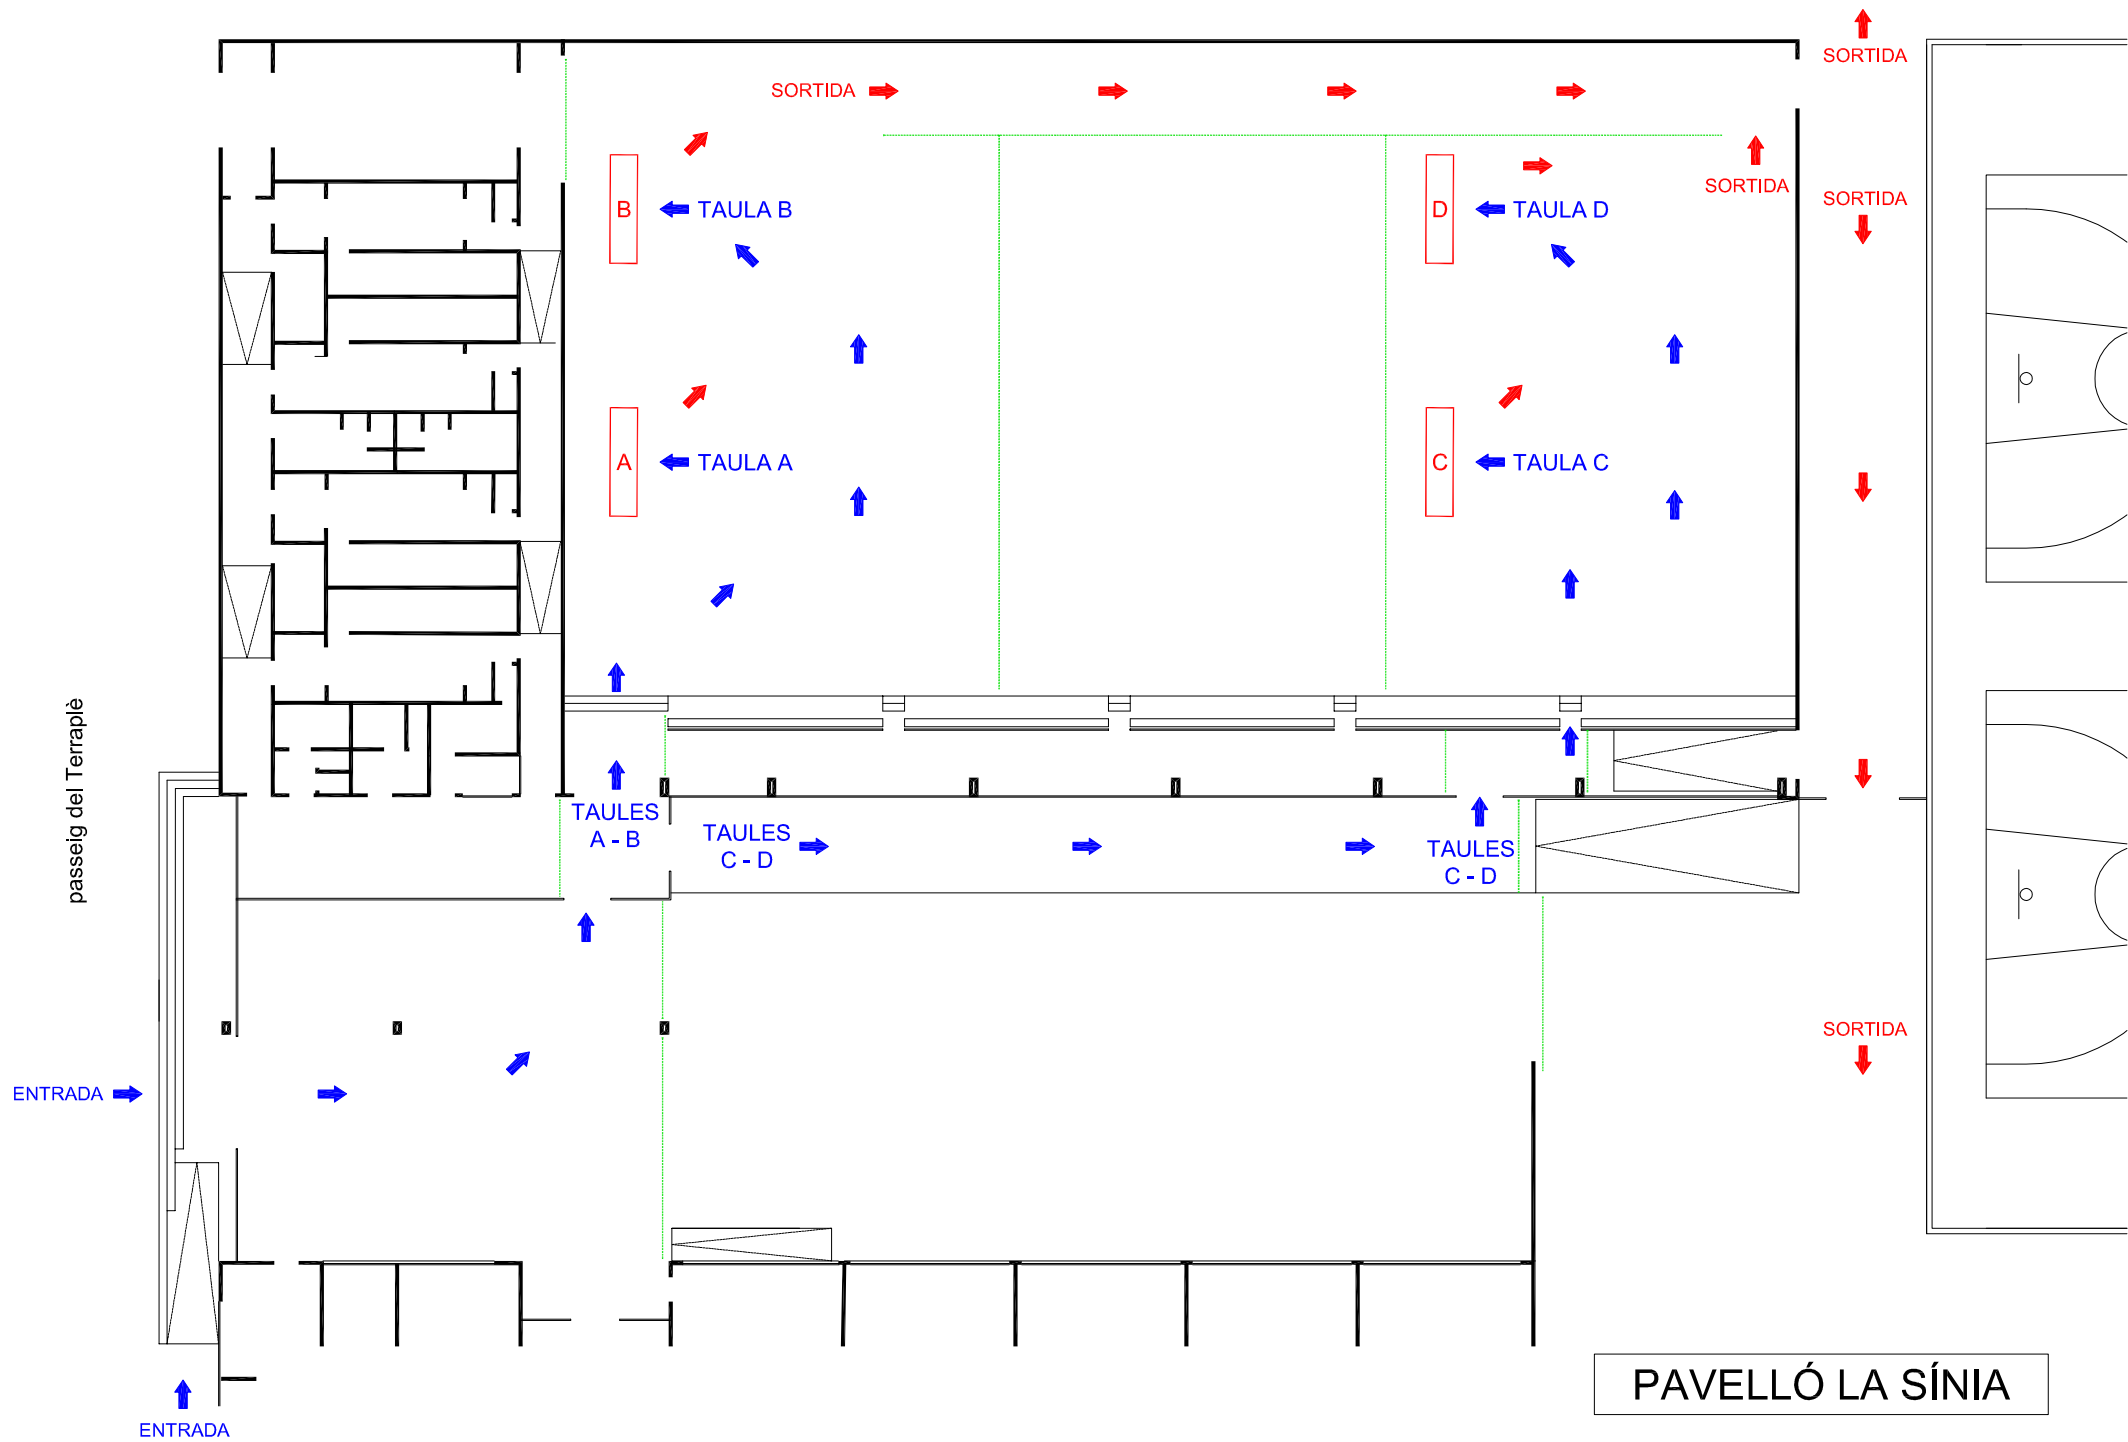 SORTIDA
SORTIDA
SORTIDA
SORTIDA
B
TAULA B
D
TAULA D
A
TAULA A
C
TAULA C
passeig del Terraplè
TAULES
A - B
TAULES
C - D
TAULES
C - D
SORTIDA
ENTRADA
PAVELLÓ LA SÍNIA
ENTRADA